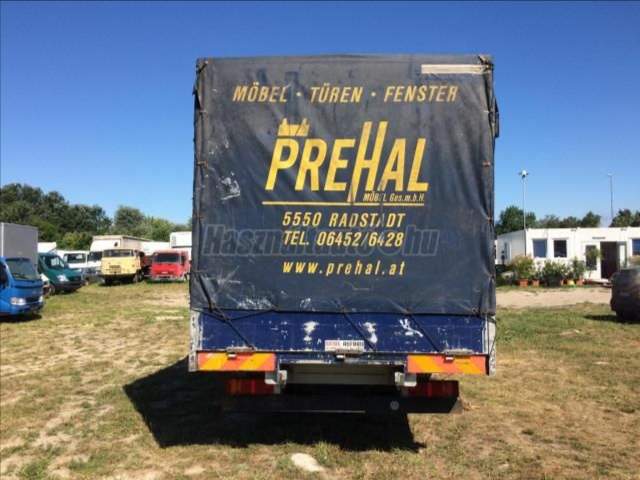 MÖBEL · TÜREN · FENSTER
PREHAL
MÖBEL Ges.m.b.H.
5550 RADSTADT
TEL. 06452/6428
www.prehal.at